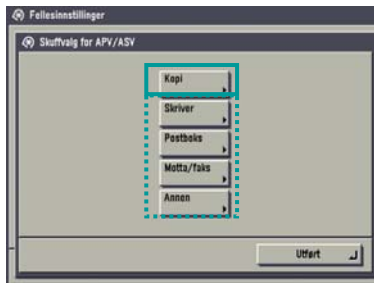 Fellesinnstillinger
Skuffvalg for APV/ASV
Kopi
Skriver
Postboks
Motta/faks
Annen
Utført